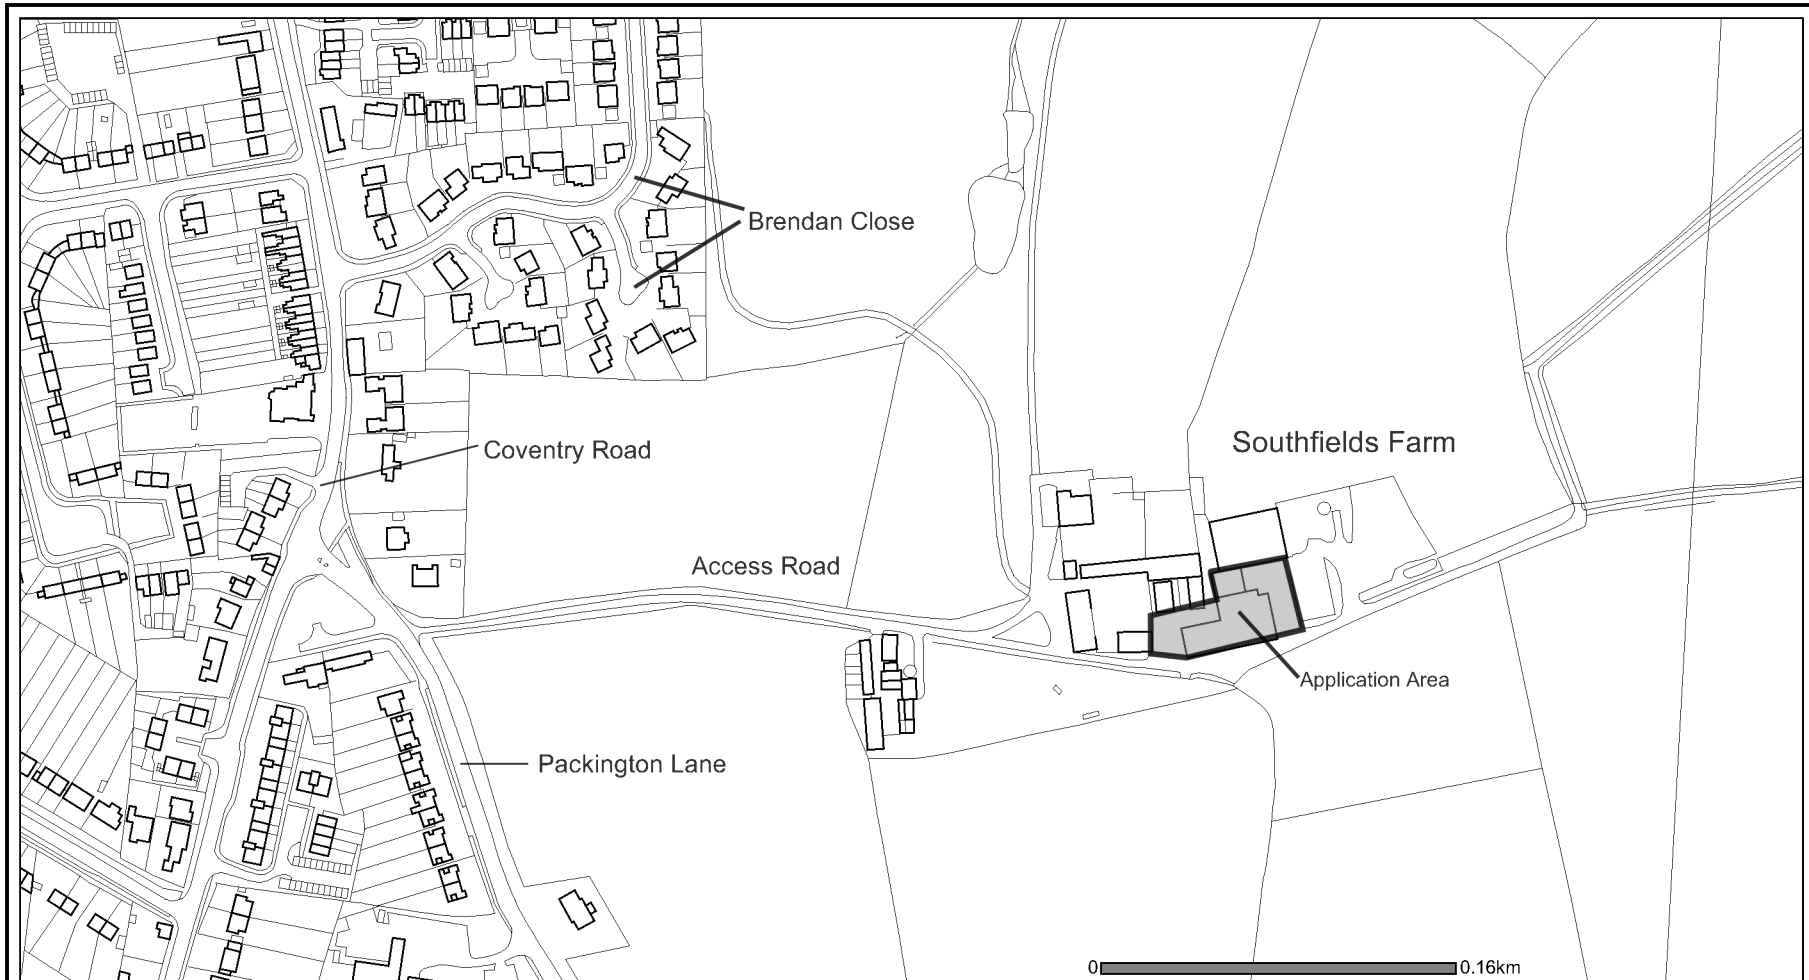 Brendan Close
Southfields Farm
Coventry Road
Access Road
Application Area
Packington Lane
0
0.16km